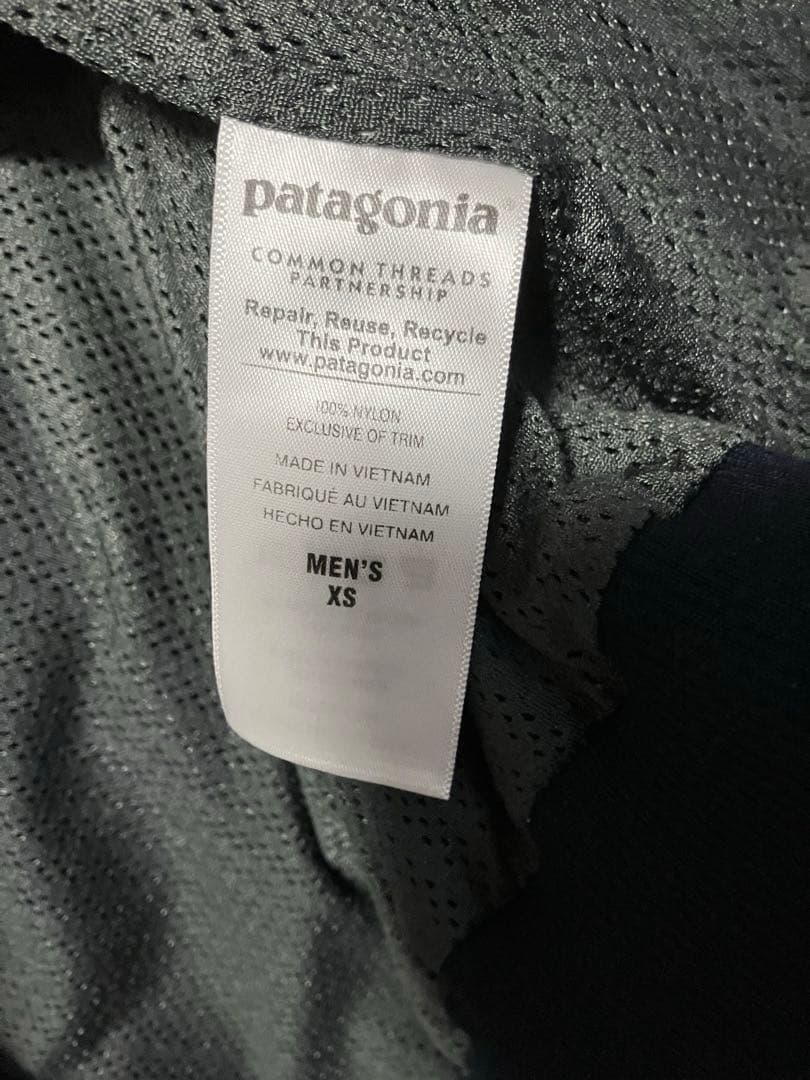 patagonia®
COMMON THREADS
PARTNERSHIP
Repair, Reuse, Recycle
This Product
www.patagonia.com
100% NYLON
EXCLUSIVE OF TRIM
MADE IN VIETNAM
FABRIQUÉ AU VIETNAM
HECHO EN VIETNAM
MEN'S
XS